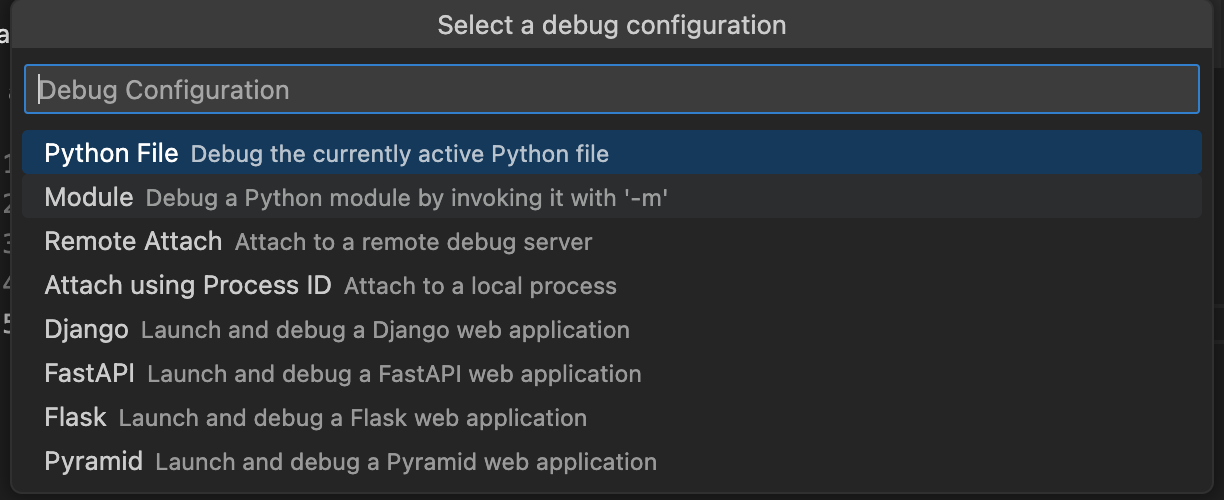 Select a debug configuration
Debug Configuration
Python File Debug the currently active Python file
Module Debug a Python module by invoking it with '-m'
Remote Attach Attach to a remote debug server
Attach using Process ID Attach to a local process
Django Launch and debug a Django web application
FastAPI Launch and debug a FastAPI web application
Flask Launch and debug a Flask web application
Pyramid Launch and debug a Pyramid web application